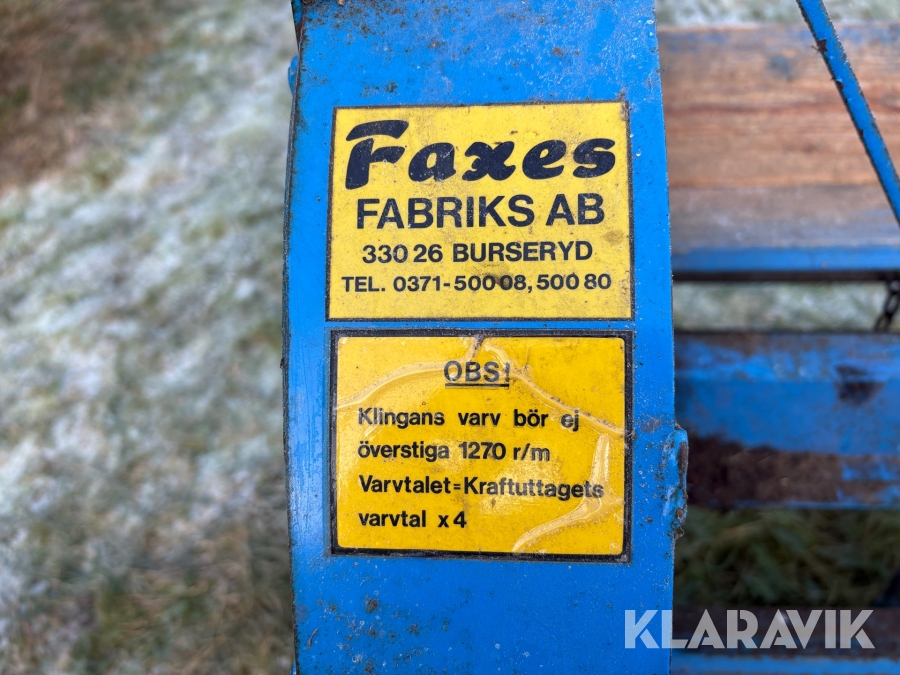 Faxes
FABRIKS AB
330 26 BURSERYD
TEL. 0371-500 08, 500 80
OBS!
Klingans varv bör ej
överstiga 1270 r/m
Varvtalet=Kraftuttagets
varvtal x 4
KLARAVIK